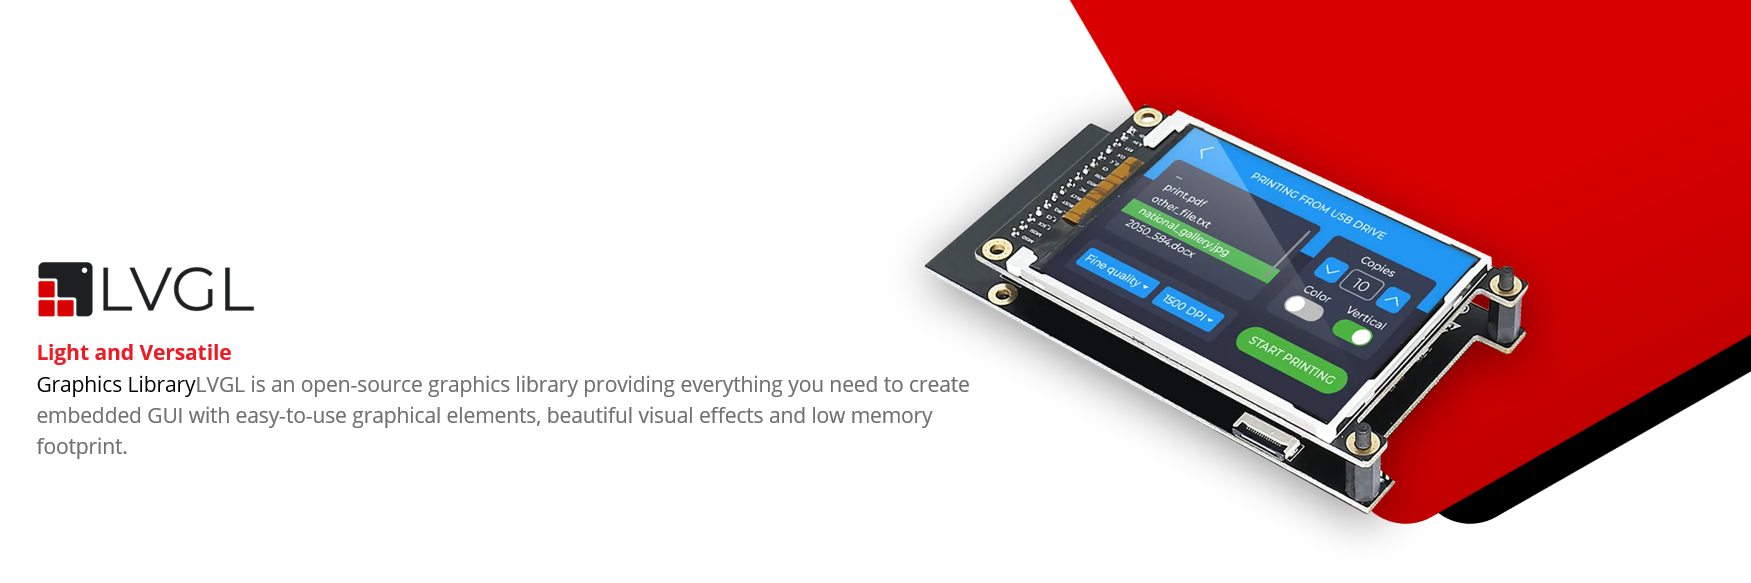 LVGL
Light and Versatile
Graphics LibraryLVGL is an open-source graphics library providing everything you need to create
embedded GUI with easy-to-use graphical elements, beautiful visual effects and low memory
footprint.
PRINTING FROM USB DRIVE
..
print.pdf
other_file.txt
national_gallery.jpg
2050_584.docx
Copies
10
Color
Vertical
Fine quality
1500 DPI
START PRINTING